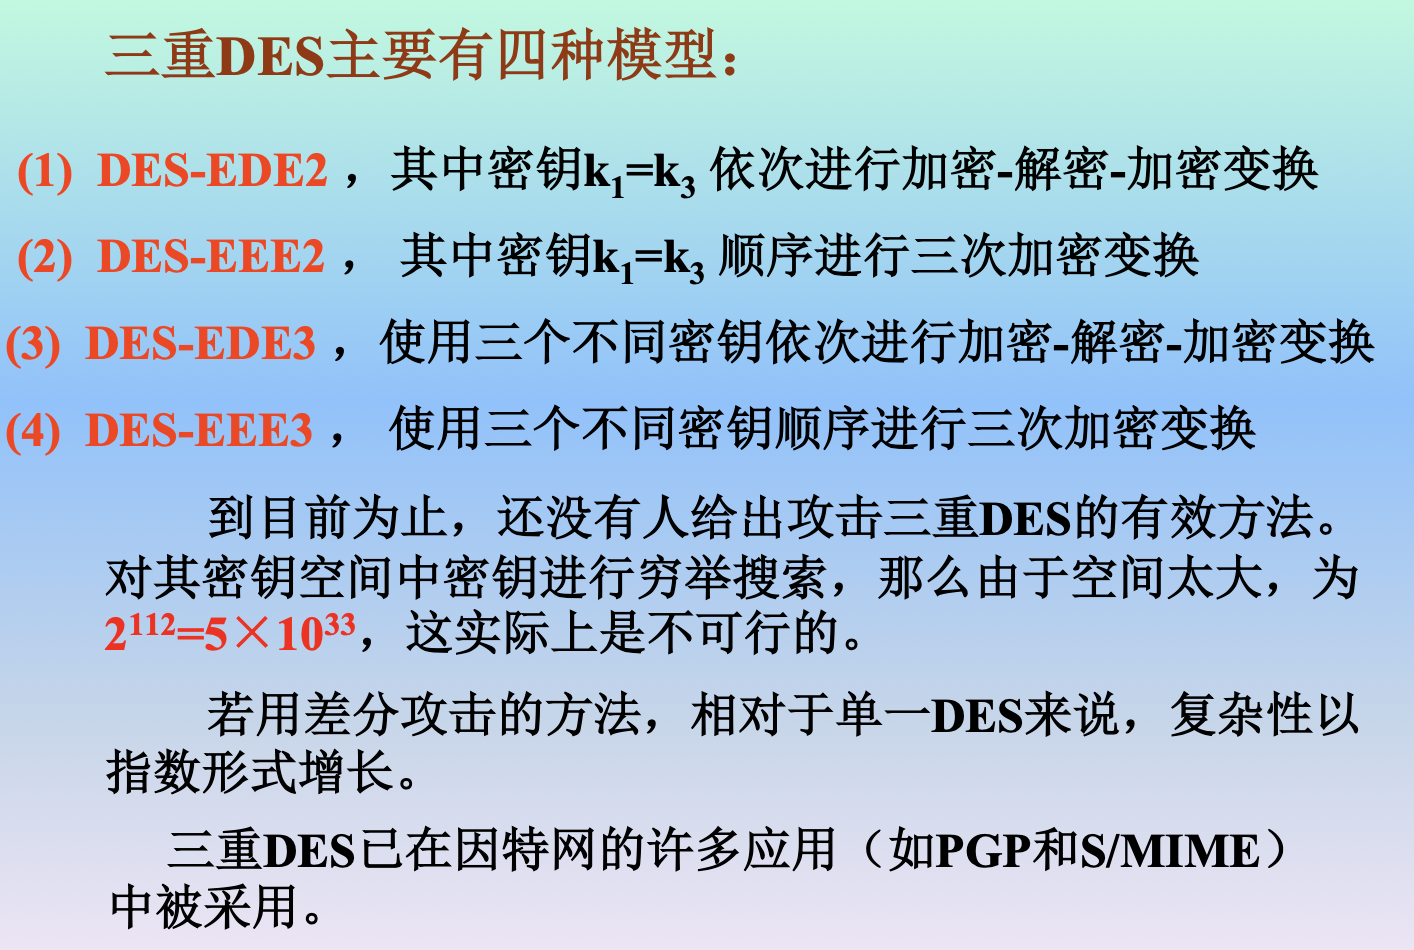 三重DES主要有四种模型：
(1) DES-EDE2，其中密钥k₁=k₃ 依次进行加密-解密-加密变换
(2) DES-EEE2， 其中密钥k₁=k₃ 顺序进行三次加密变换
(3) DES-EDE3，使用三个不同密钥依次进行加密-解密-加密变换
(4) DES-EEE3， 使用三个不同密钥顺序进行三次加密变换
到目前为止，还没有人给出攻击三重DES的有效方法。
对其密钥空间中密钥进行穷举搜索，那么由于空间太大，为
2¹¹²=5×10³³，这实际上是不可行的。
若用差分攻击的方法，相对于单一DES来说，复杂性以
指数形式增长。
三重DES已在因特网的许多应用（如PGP和S/MIME）
中被采用。